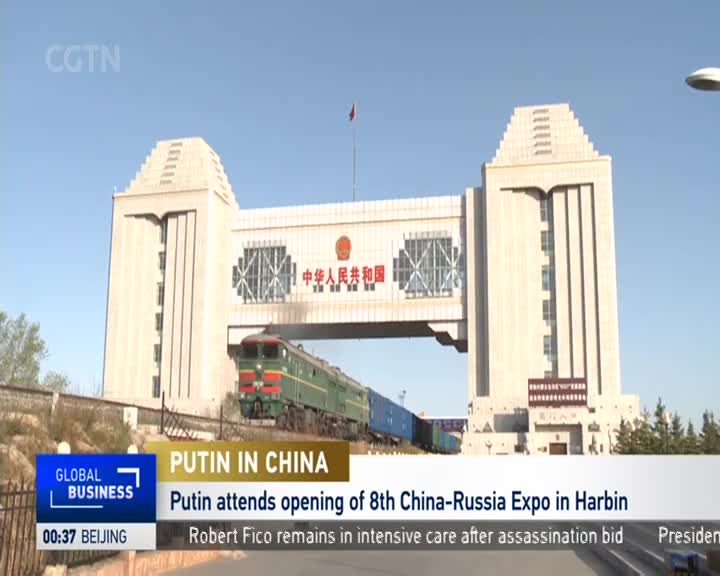 CGTN
中华人民共和国
PUTIN IN CHINA
GLOBAL
BUSINESS
Putin attends opening of 8th China-Russia Expo in Harbin
00:37 BEIJING
Robert Fico remains in intensive care after assassination bid
Presiden